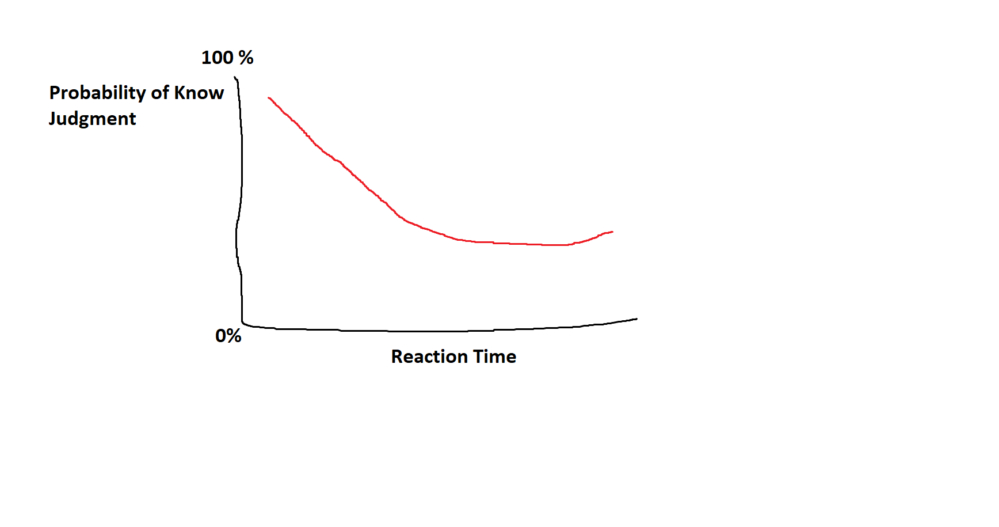 100 %
Probability of Know
Judgment
0%
Reaction Time